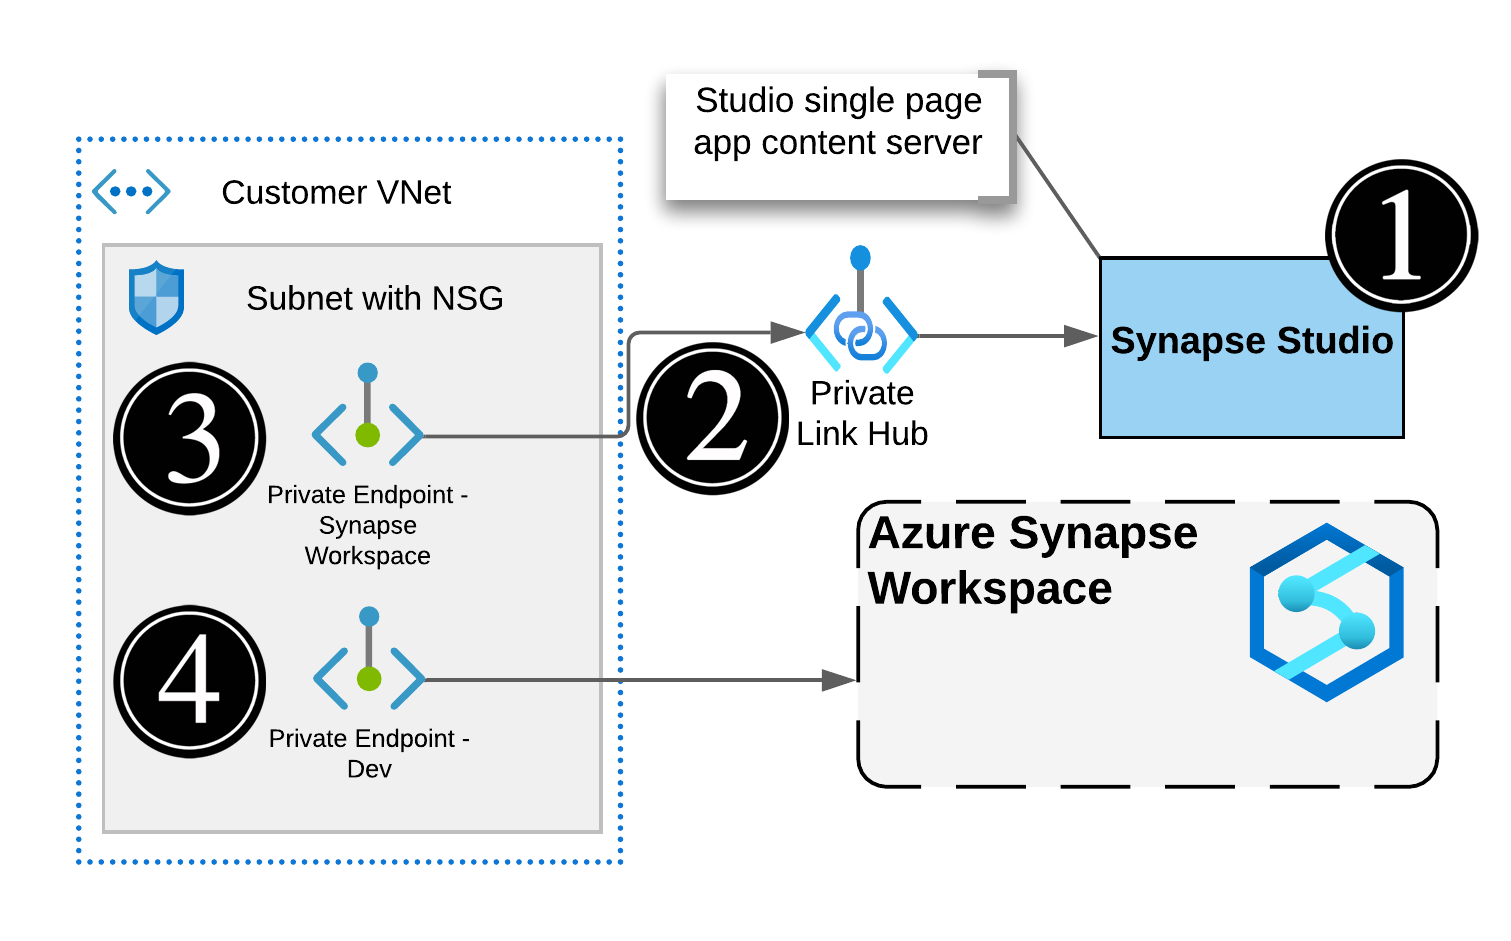 Studio single page
app content server
Customer VNet
1
Subnet with NSG
Synapse Studio
3
2
Private
Link Hub
Private Endpoint -
Synapse
Workspace
Azure Synapse
Workspace
4
Private Endpoint -
Dev